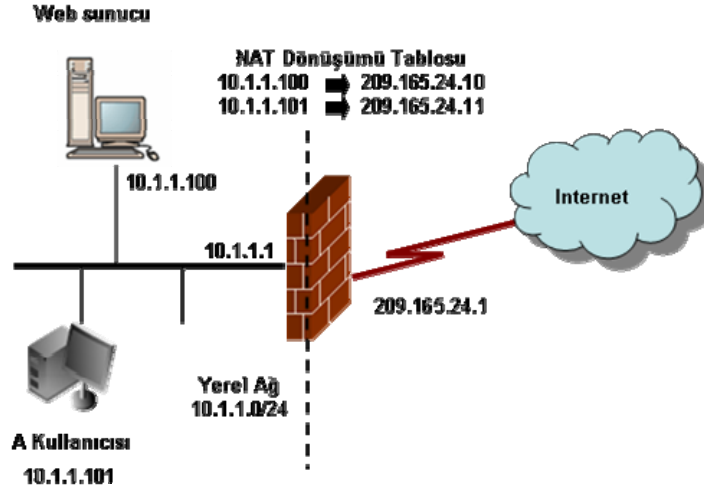 Web sunucu
NAT Dönüşümü Tablosu
10.1.1.100 209.165.24.10
10.1.1.101 209.165.24.11
10.1.1.100
Internet
10.1.1.1
209.165.24.1
Yerel Ağ
10.1.1.0/24
A Kullanıcısı
10.1.1.101